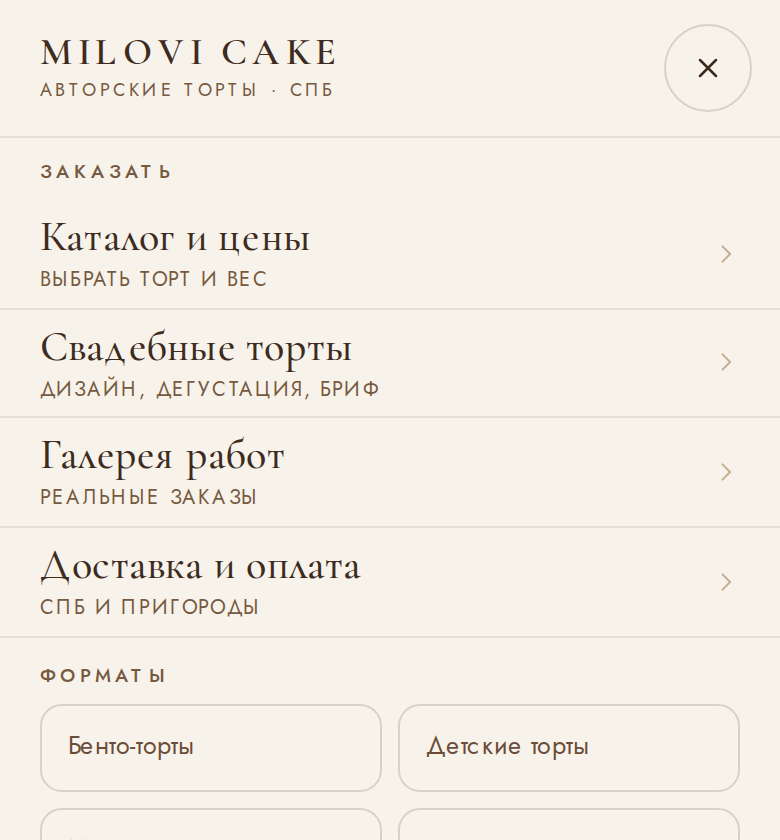 MILOVI CAKE
АВТОРСКИЕ ТОРТЫ · СПБ
ЗАКАЗАТЬ
Каталог и цены
ВЫБРАТЬ ТОРТ И ВЕС
Свадебные торты
ДИЗАЙН, ДЕГУСТАЦИЯ, БРИФ
Галерея работ
РЕАЛЬНЫЕ ЗАКАЗЫ
Доставка и оплата
СПБ И ПРИГОРОДЫ
ФОРМАТЫ
Бенто-торты
Детские торты